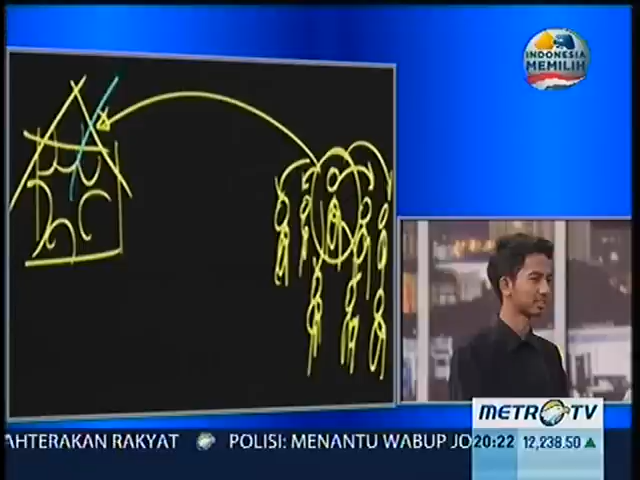 INDONESIA
MEMILIH
METRO TV
AHTERAKAN RAKYAT
POLISI: MENANTU WABUP JO
20:22
12,238.50